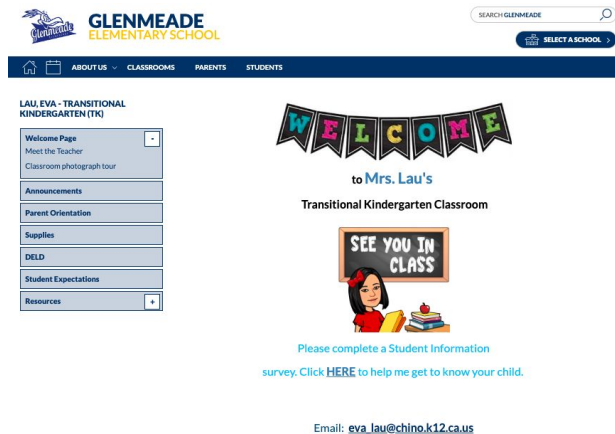 Glenmeade
GLENMEADE
ELEMENTARY SCHOOL
SEARCH GLENMEADE
SELECT A SCHOOL >
ABOUT US
CLASSROOMS
PARENTS
STUDENTS
LAU, EVA - TRANSITIONAL
KINDERGARTEN (TK)
Welcome Page
-
Meet the Teacher
Classroom photograph tour
Announcements
Parent Orientation
Supplies
DELD
Student Expectations
Resources
+
WELCOME
to Mrs. Lau's
Transitional Kindergarten Classroom
SEE YOU IN
CLASS
Please complete a Student Information
survey. Click HERE to help me get to know your child.
Email: eva_lau@chino.k12.ca.us